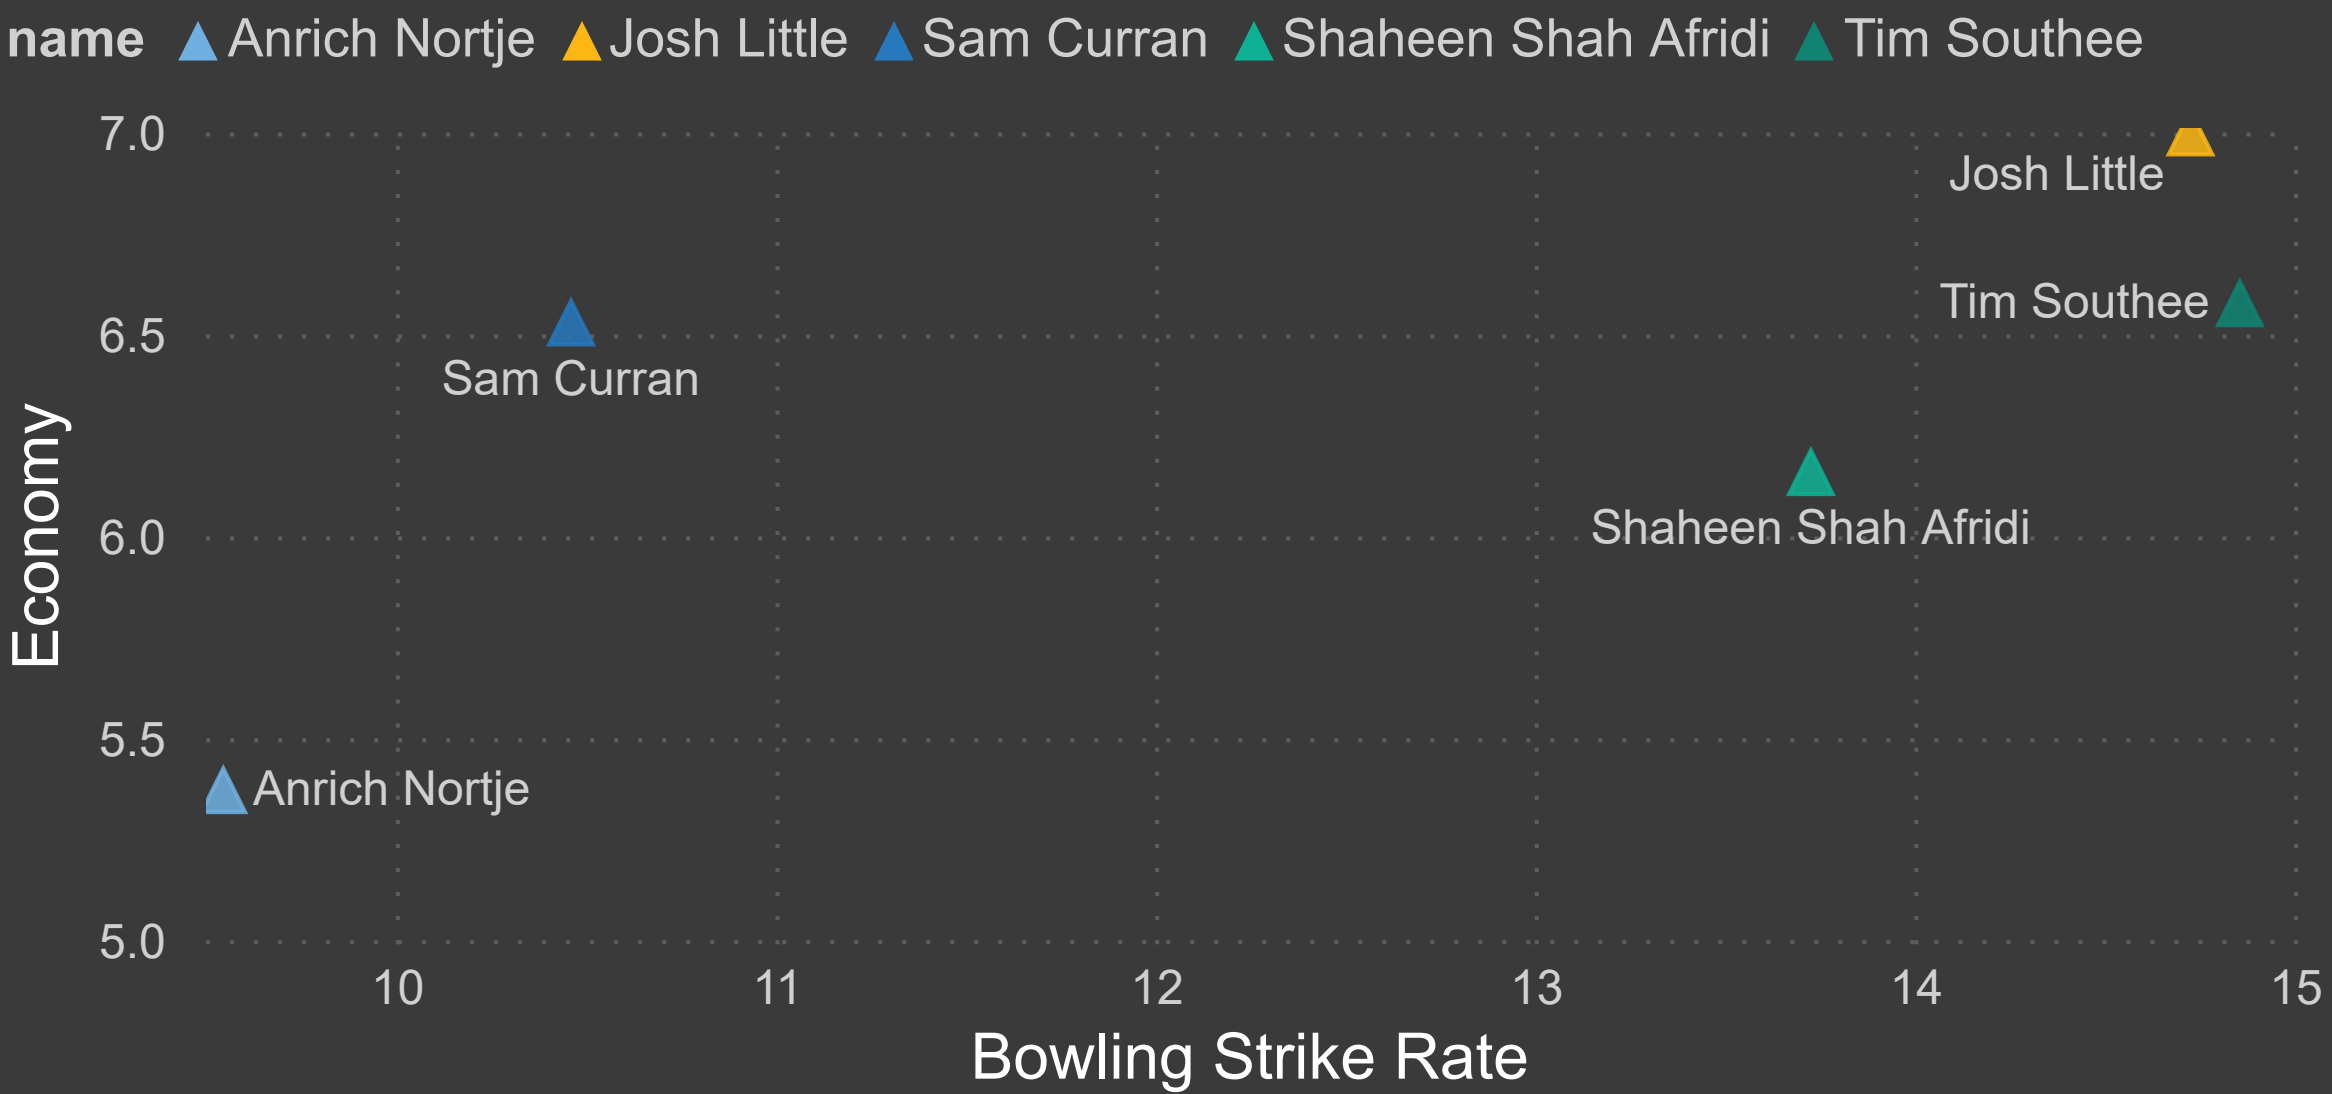 name Anrich Nortje Josh Little Sam Curran Shaheen Shah Afridi Tim Southee
7.0
Josh Little
Tim Southee
6.5
Sam Curran
Economy
Shaheen Shah Afridi
6.0
5.5
Anrich Nortje
5.0
10 11 12 13 14 15
Bowling Strike Rate